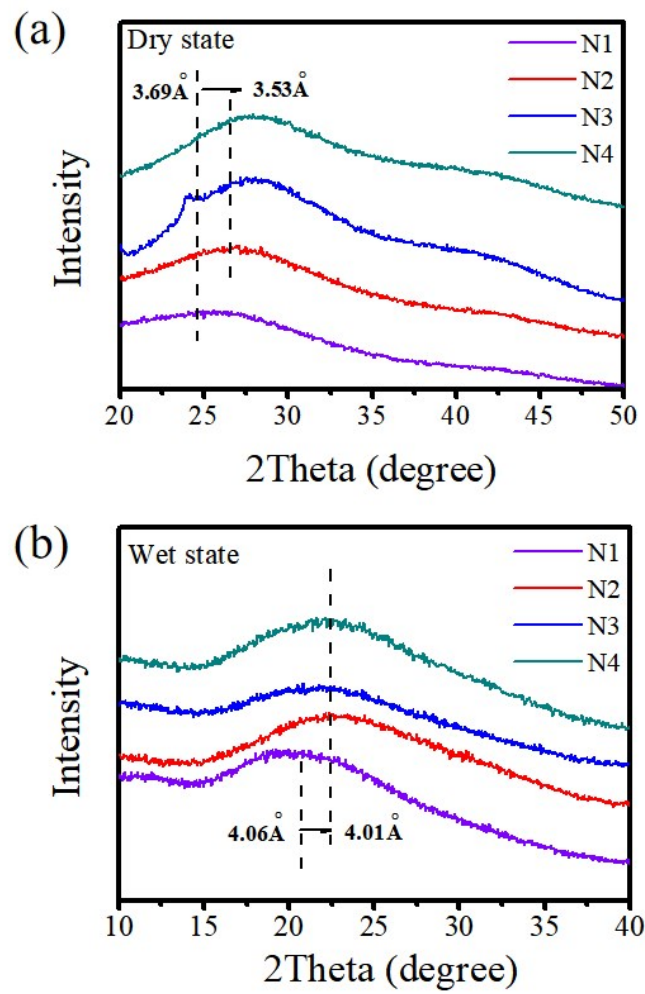 (a)
Dry state
3.69Å
3.53Å
N1
N2
N3
N4
Intensity
20
25
30
35
40
45
50
2Theta (degree)
(b)
Wet state
N1
N2
N3
N4
4.06Å
4.01Å
Intensity
10
15
20
25
30
35
40
2Theta (degree)